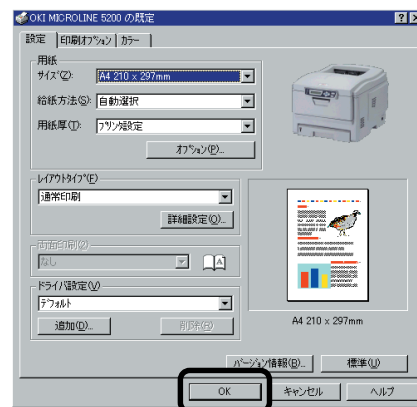 OKI MICROLINE 5200 の既定
設定 印刷ｵﾌﾟｼｮﾝ ｶﾗｰ
用紙
ｻｲｽﾞ(Z): A4 210 x 297mm
給紙方法(S): 自動選択
用紙厚(T): ﾌﾟﾘﾝﾀ設定
ｵﾌﾟｼｮﾝ(P)...
ﾚｲｱｳﾄﾀｲﾌﾟ(F)
通常印刷
詳細設定(O)...
両面印刷(2)
なし
A
ﾄﾞﾗｲﾊﾞ設定(V)
ﾃﾞﾌｫﾙﾄ
追加(D)... 削除(R)
A4 210 x 297mm
ﾊﾞｰｼﾞｮﾝ情報(B)... 標準(U)
OK ｷｬﾝｾﾙ ﾍﾙﾌﾟ